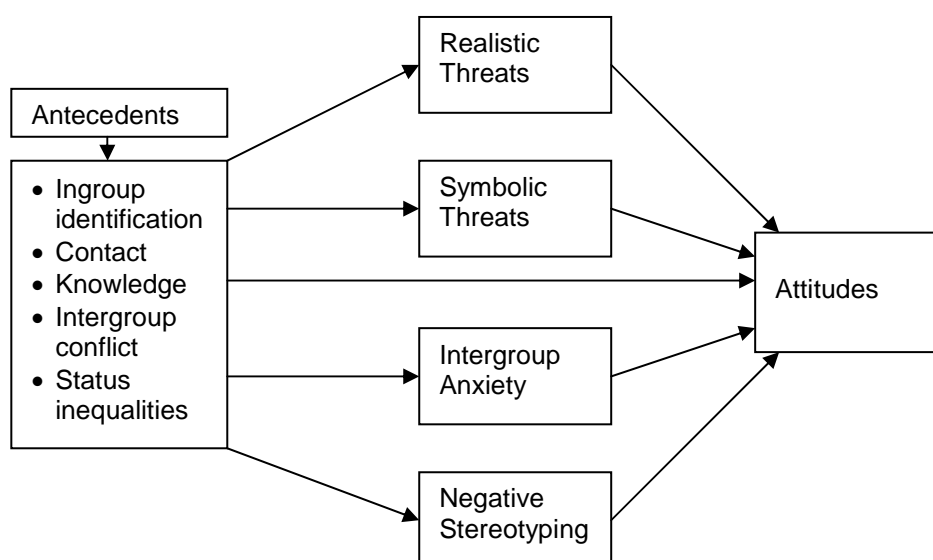 Realistic
Threats
Antecedents
• Ingroup
identification
• Contact
• Knowledge
• Intergroup
conflict
• Status
inequalities
Symbolic
Threats
Attitudes
Intergroup
Anxiety
Negative
Stereotyping